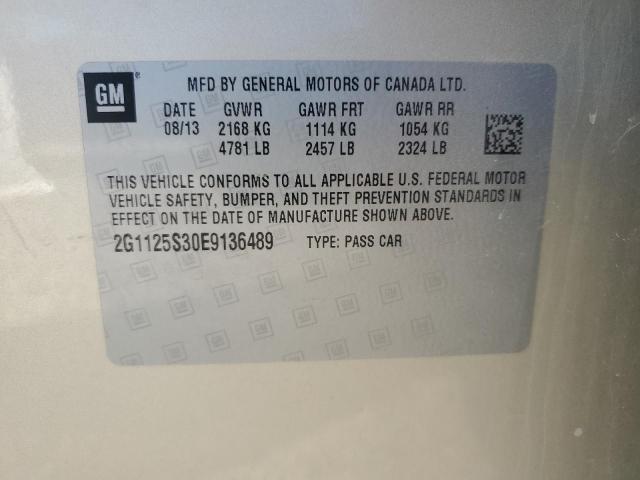 GM
MFD BY GENERAL MOTORS OF CANADA LTD.
DATE GVWR GAWR FRT GAWR RR
08/13 2168 KG 1114 KG 1054 KG
4781 LB 2457 LB 2324 LB
THIS VEHICLE CONFORMS TO ALL APPLICABLE U.S. FEDERAL MOTOR
VEHICLE SAFETY, BUMPER, AND THEFT PREVENTION STANDARDS IN
EFFECT ON THE DATE OF MANUFACTURE SHOWN ABOVE.
2G1125S30E9136489 TYPE: PASS CAR